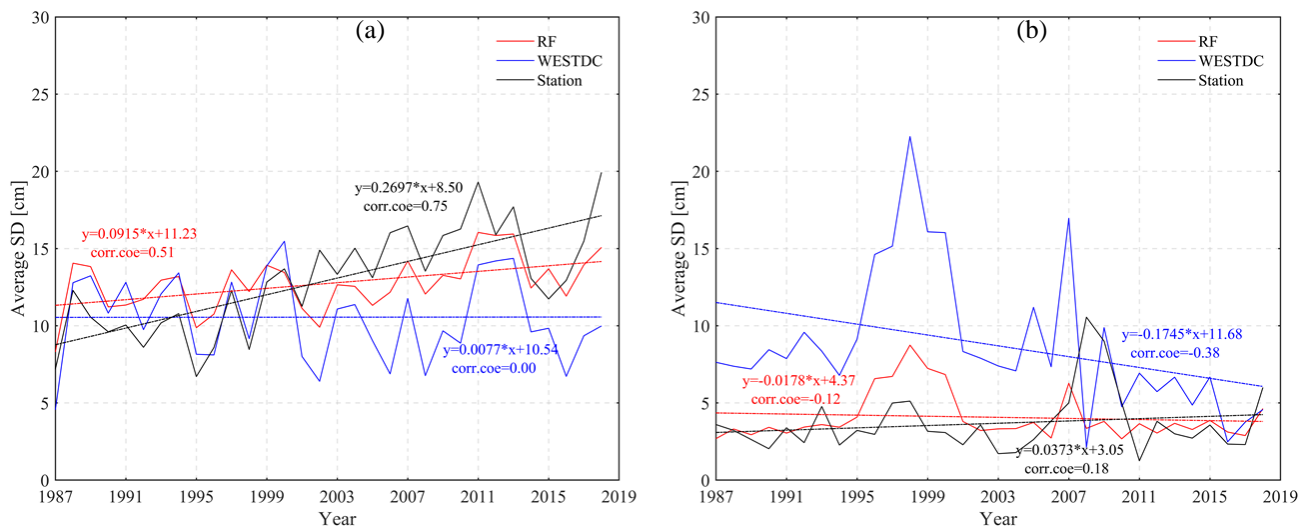 (a)
RF
WESTDC
Station
Average SD [cm]
30
25
20
15
10
5
0
y=0.2697*x+8.50
corr.coe=0.75
y=0.0915*x+11.23
corr.coe=0.51
y=0.0077*x+10.54
corr.coe=0.00
1987
1991
1995
1999
2003
2007
2011
2015
2019
Year
(b)
RF
WESTDC
Station
Average SD [cm]
30
25
20
15
10
5
0
y=-0.1745*x+11.68
corr.coe=-0.38
y=-0.0178*x+4.37
corr.coe=-0.12
y=0.0373*x+3.05
corr.coe=0.18
1987
1991
1995
1999
2003
2007
2011
2015
2019
Year